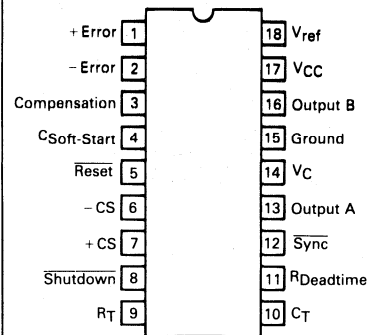 + Error 1 18 Vref
− Error 2 17 VCC
Compensation 3 16 Output B
CSoft-Start 4 15 Ground
Reset 5 14 VC
− CS 6 13 Output A
+ CS 7 12 Sync
Shutdown 8 11 RDeadtime
RT 9 10 CT